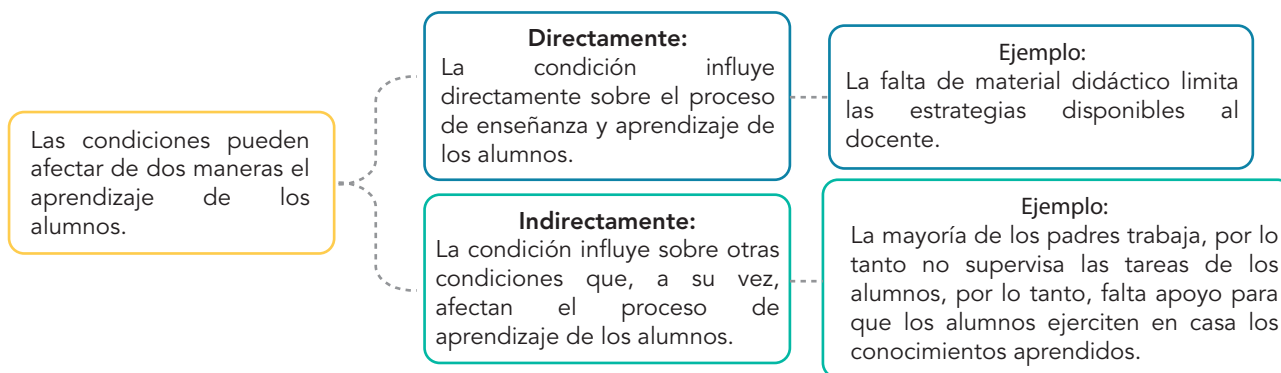 Las condiciones pueden
afectar de dos maneras el
aprendizaje de los
alumnos.
Directamente:
La condición influye
directamente sobre el proceso
de enseñanza y aprendizaje de
los alumnos.
Ejemplo:
La falta de material didáctico limita
las estrategias disponibles al
docente.
Indirectamente:
La condición influye sobre otras
condiciones que, a su vez,
afectan el proceso de
aprendizaje de los alumnos.
Ejemplo:
La mayoría de los padres trabaja, por lo
tanto no supervisa las tareas de los
alumnos, por lo tanto, falta apoyo para
que los alumnos ejerciten en casa los
conocimientos aprendidos.